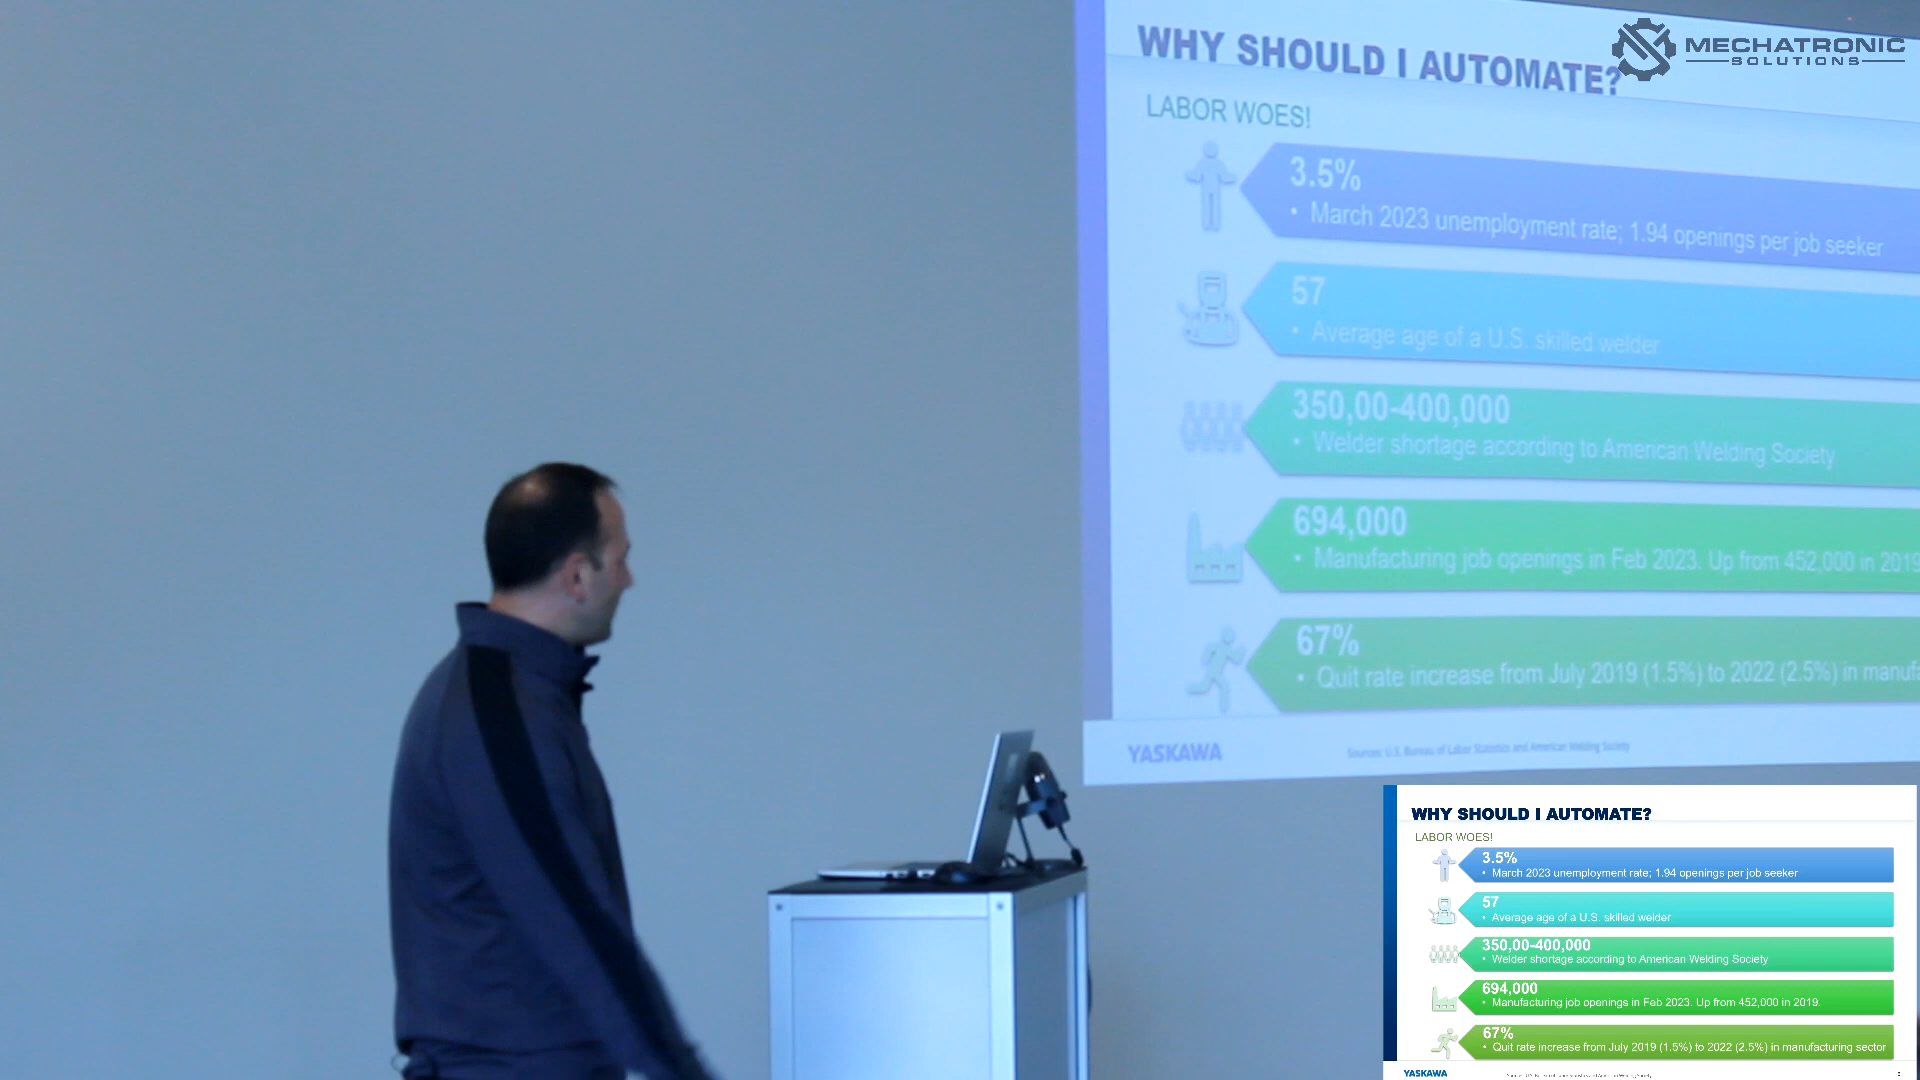 MECHATRONIC
SOLUTIONS
WHY SHOULD I AUTOMATE?
LABOR WOES!
3.5%
• March 2023 unemployment rate; 1.94 openings per job seeker
57
• Average age of a U.S. skilled welder
350,00-400,000
• Welder shortage according to American Welding Society
694,000
• Manufacturing job openings in Feb 2023. Up from 452,000 in 2019
67%
• Quit rate increase from July 2019 (1.5%) to 2022 (2.5%) in manufa
YASKAWA
Sources: U.S. Bureau of Labor Statistics and American Welding Society
WHY SHOULD I AUTOMATE?
LABOR WOES!
3.5%
• March 2023 unemployment rate; 1.94 openings per job seeker
57
• Average age of a U.S. skilled welder
350,00-400,000
• Welder shortage according to American Welding Society
694,000
• Manufacturing job openings in Feb 2023. Up from 452,000 in 2019.
67%
• Quit rate increase from July 2019 (1.5%) to 2022 (2.5%) in manufacturing sector
YASKAWA